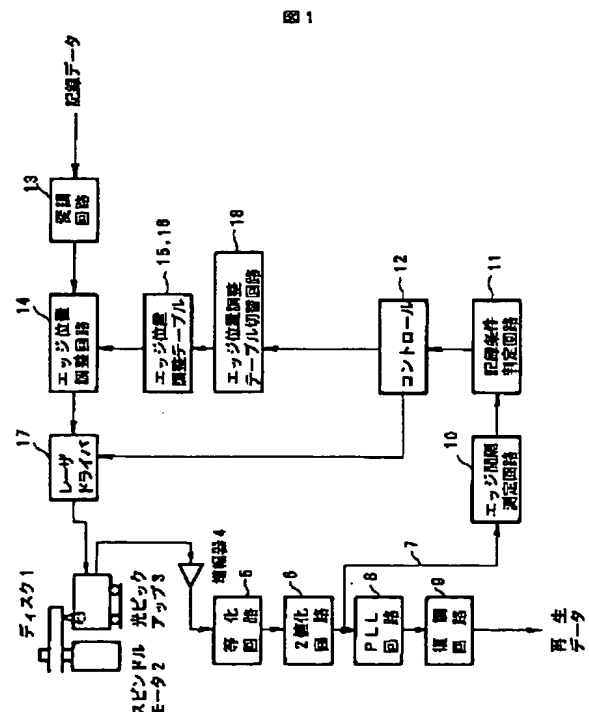 図1
ディスク1
スピンドル
モータ2
光ピック
アップ3
増幅器4
等化
回路
5
2値化
回路
6
7
PLL
回路
8
復調
回路
9
再生
データ
エッジ間隔
測定回路
10
記録条件
判定回路
11
コントロール
12
エッジ位置調整
テーブル切替回路
18
エッジ位置
調整テーブル
15,16
エッジ位置
調整回路
14
レーザ
ドライバ
17
変調
回路
13
記録データ